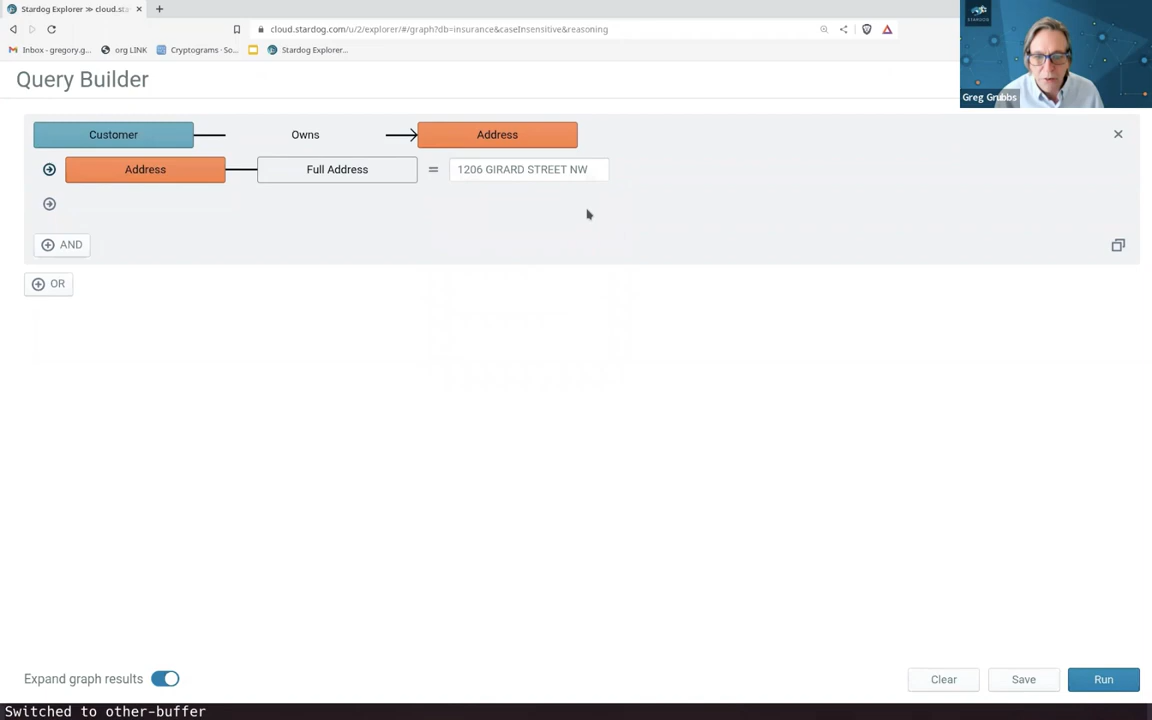 Stardog Explorer ≫ cloud.sta
cloud.stardog.com/u/2/explorer/#/graph?db=insurance&caseInsensitive&reasoning
Inbox - gregory.g...
org LINK
Cryptograms · So...
Stardog Explorer...
STARDOG
Greg Grubbs
Query Builder
Customer
Owns
Address
Address
Full Address
=
1206 GIRARD STREET NW
AND
OR
Expand graph results
Clear
Save
Run
Switched to other-buffer